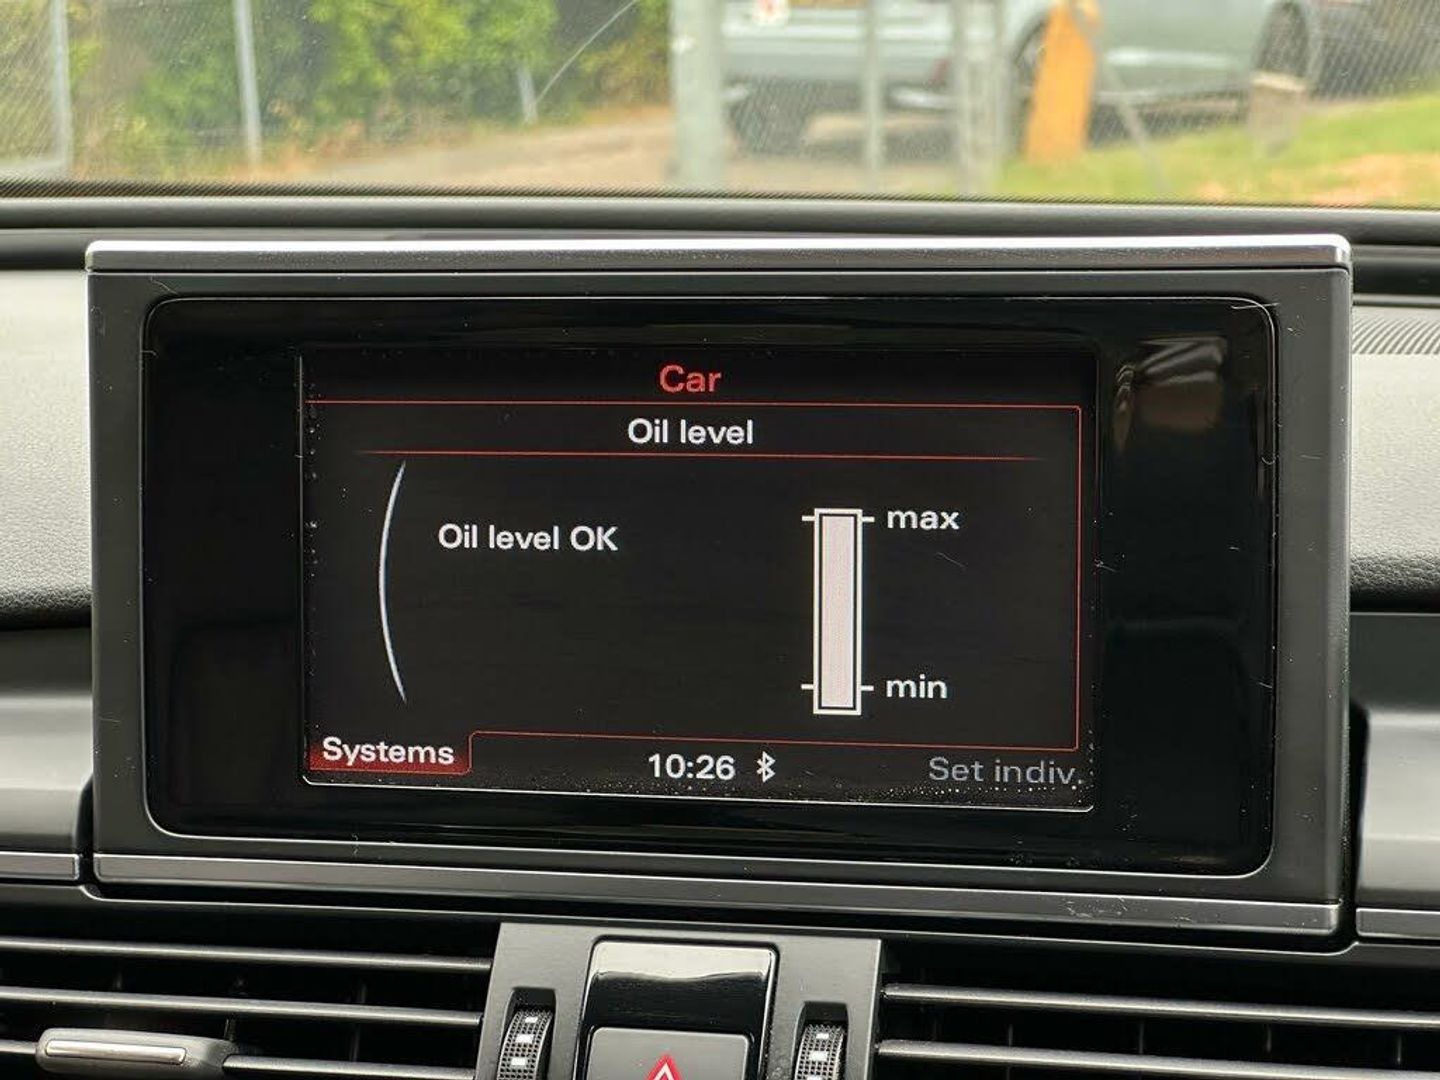 Car
Oil level
Oil level OK
max
min
Systems
10:26
Set indiv.